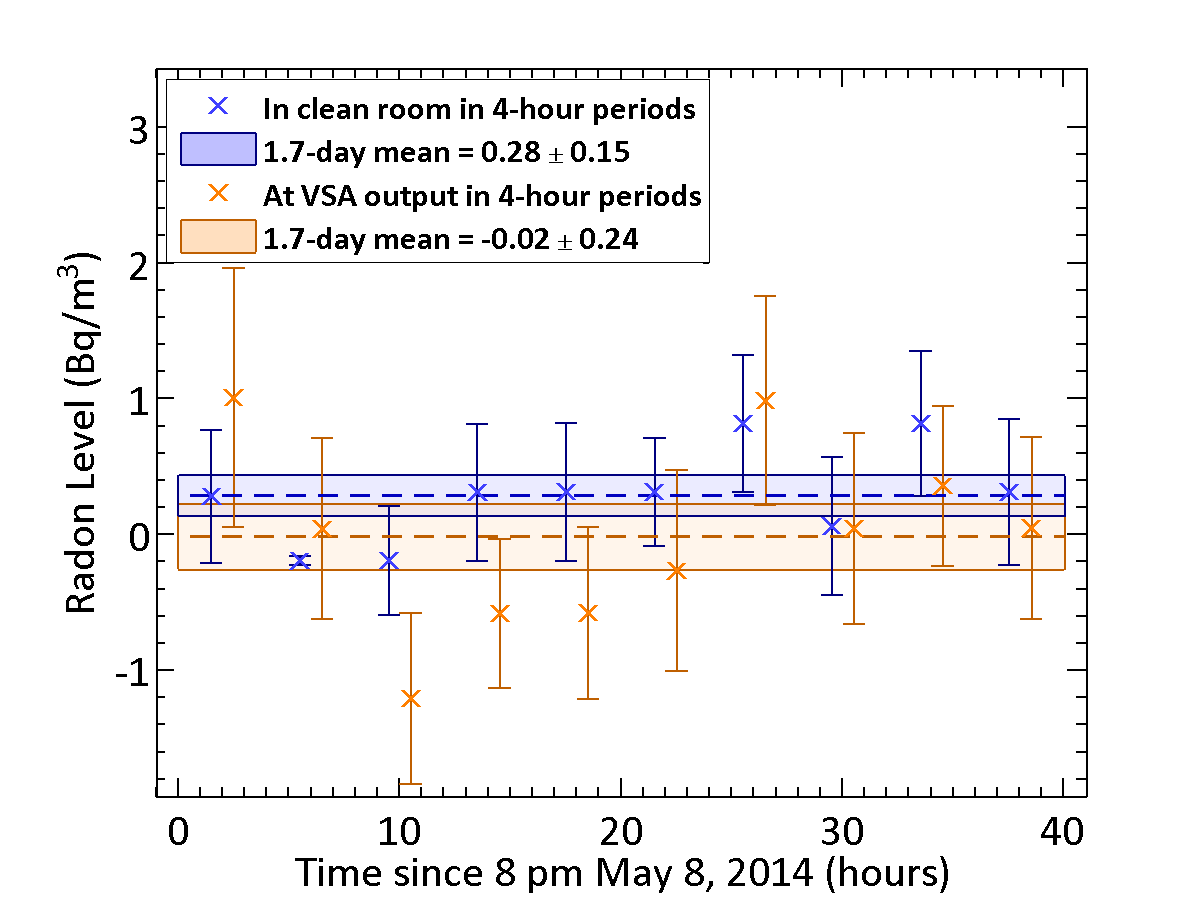 In clean room in 4-hour periods
1.7-day mean = 0.28 ± 0.15
At VSA output in 4-hour periods
1.7-day mean = -0.02 ± 0.24
3
2
1
0
-1
Radon Level (Bq/m³)
0 10 20 30 40
Time since 8 pm May 8, 2014 (hours)